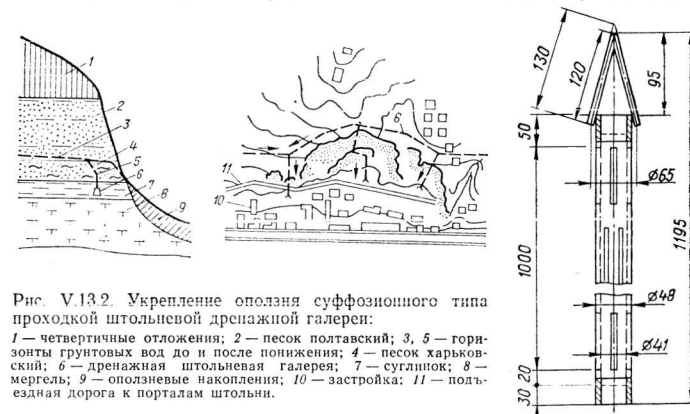 1
2
3
4
5
6
7
8
9
6
11
10
130
120
95
50
Ø65
1000
1195
Ø48
Ø41
20
30
Рис. V.13.2. Укрепление оползня суффозионного типа
проходкой штольневой дренажной галереи:
1 — четвертичные отложения; 2 — песок полтавский; 3, 5 — гори-
зонты грунтовых вод до и после понижения; 4 — песок харьков-
ский; 6 — дренажная штольневая галерея; 7 — суглинок; 8 —
мергель; 9 — оползневые накопления; 10 — застройка; 11 — подъ-
ездная дорога к порталам штольни.